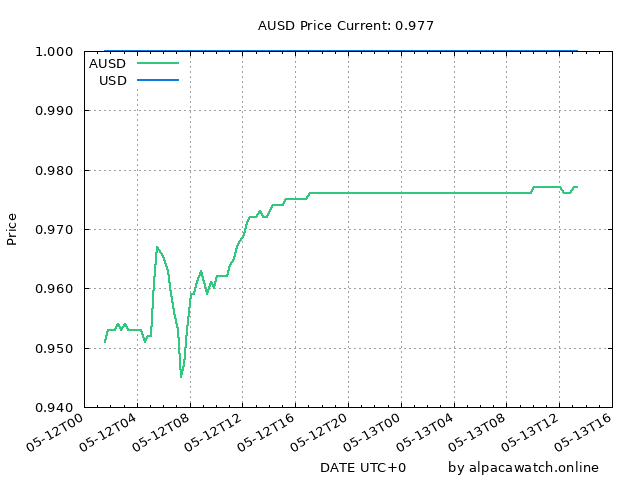 AUSD Price Current: 0.977
1.000
AUSD
USD
0.990
0.980
0.970
Price
0.960
0.950
0.940
05-12T00 05-12T04 05-12T08 05-12T12 05-12T16 05-12T20 05-13T00 05-13T04 05-13T08 05-13T12 05-13T16
DATE UTC+0 by alpacawatch.online